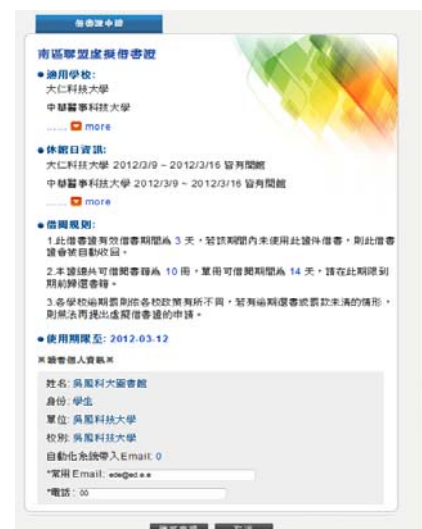 借書證申請
南區聯盟虛擬借書證
適用學校:
大仁科技大學
中華醫事科技大學
...... more
休館日資訊:
大仁科技大學 2012/3/9 ~ 2012/3/16 皆有開館
中華醫事科技大學 2012/3/9 ~ 2012/3/16 皆有開館
...... more
借閱規則:
1.此借書證有效借書期間為 3 天，若該期間內未使用此證件借書，則此借書
證會被自動收回。
2.本證總共可借閱書籍為 10 冊，單冊可借閱期間為 14 天，請在此期限到
期前歸還書籍。
3.各學校逾期罰則依各校政策有所不同，若有逾期還書或罰款未清的情形，
則無法再提出虛擬借書證的申請。
使用期限至: 2012-03-12
※讀者個人資訊※
姓名: 吳鳳科大圖書館
身份: 學生
單位: 吳鳳科技大學
校別: 吳鳳科技大學
自動化系統帶入Email: 0
*常用 Email: ede@ed.e.e
*電話: 00